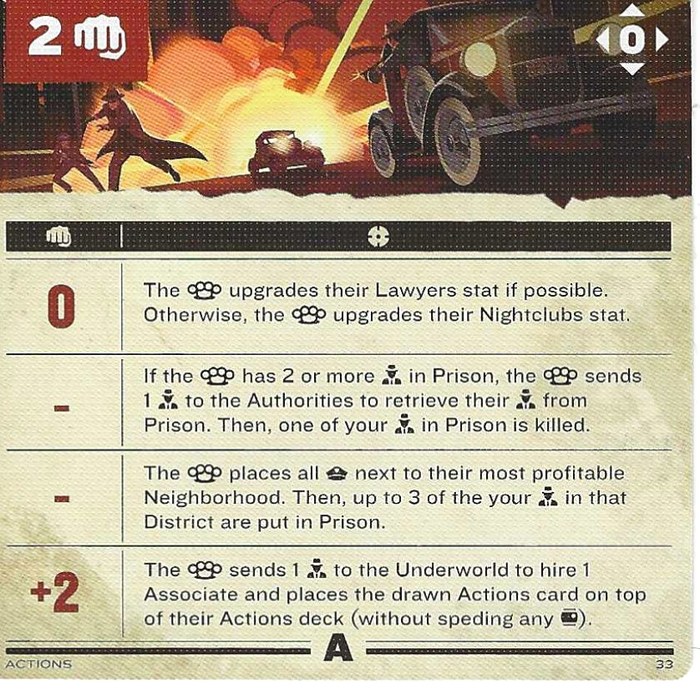 2
0
0
The upgrades their Lawyers stat if possible.
Otherwise, the upgrades their Nightclubs stat.
-
If the has 2 or more in Prison, the sends
1 to the Authorities to retrieve their from
Prison. Then, one of your in Prison is killed.
-
The places all next to their most profitable
Neighborhood. Then, up to 3 of the your in that
District are put in Prison.
+2
The sends 1 to the Underworld to hire 1
Associate and places the drawn Actions card on top
of their Actions deck (without speding any ).
A
ACTIONS
33